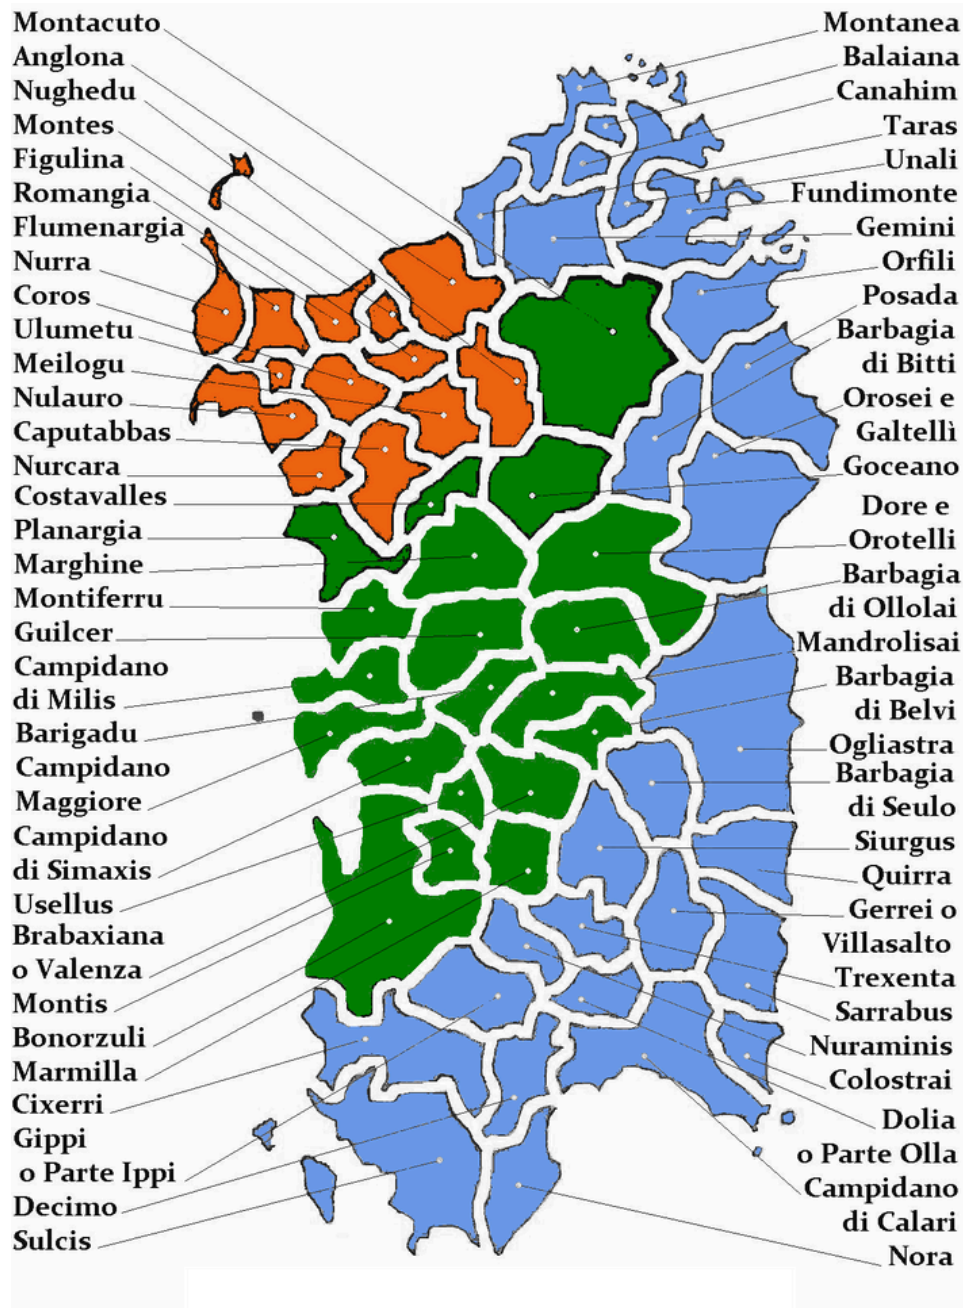 Montacuto
Anglona
Nughedu
Montes
Figulina
Romangia
Flumenargia
Nurra
Coros
Ulumetu
Meilogu
Nulauro
Caputabbas
Nurcara
Costavalles
Planargia
Marghine
Montiferru
Guilcer
Campidano
di Milis
Barigadu
Campidano
Maggiore
Campidano
di Simaxis
Usellus
Brabaxiana
o Valenza
Montis
Bonorzuli
Marmilla
Cixerri
Gippi
o Parte Ippi
Decimo
Sulcis
Montanea
Balaiana
Canahim
Taras
Unali
Fundimonte
Gemini
Orfili
Posada
Barbagia
di Bitti
Orosei e
Galtellì
Goceano
Dore e
Orotelli
Barbagia
di Ollolai
Mandrolisai
Barbagia
di Belvi
Ogliastra
Barbagia
di Seulo
Siurgus
Quirra
Gerrei o
Villasalto
Trexenta
Sarrabus
Nuraminis
Colostrai
Dolia
o Parte Olla
Campidano
di Calari
Nora